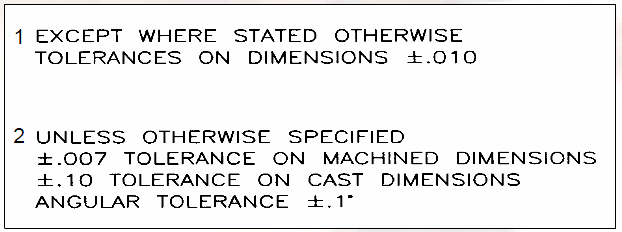 1 EXCEPT WHERE STATED OTHERWISE
TOLERANCES ON DIMENSIONS ±.010
2 UNLESS OTHERWISE SPECIFIED
±.007 TOLERANCE ON MACHINED DIMENSIONS
±.10 TOLERANCE ON CAST DIMENSIONS
ANGULAR TOLERANCE ±.1°